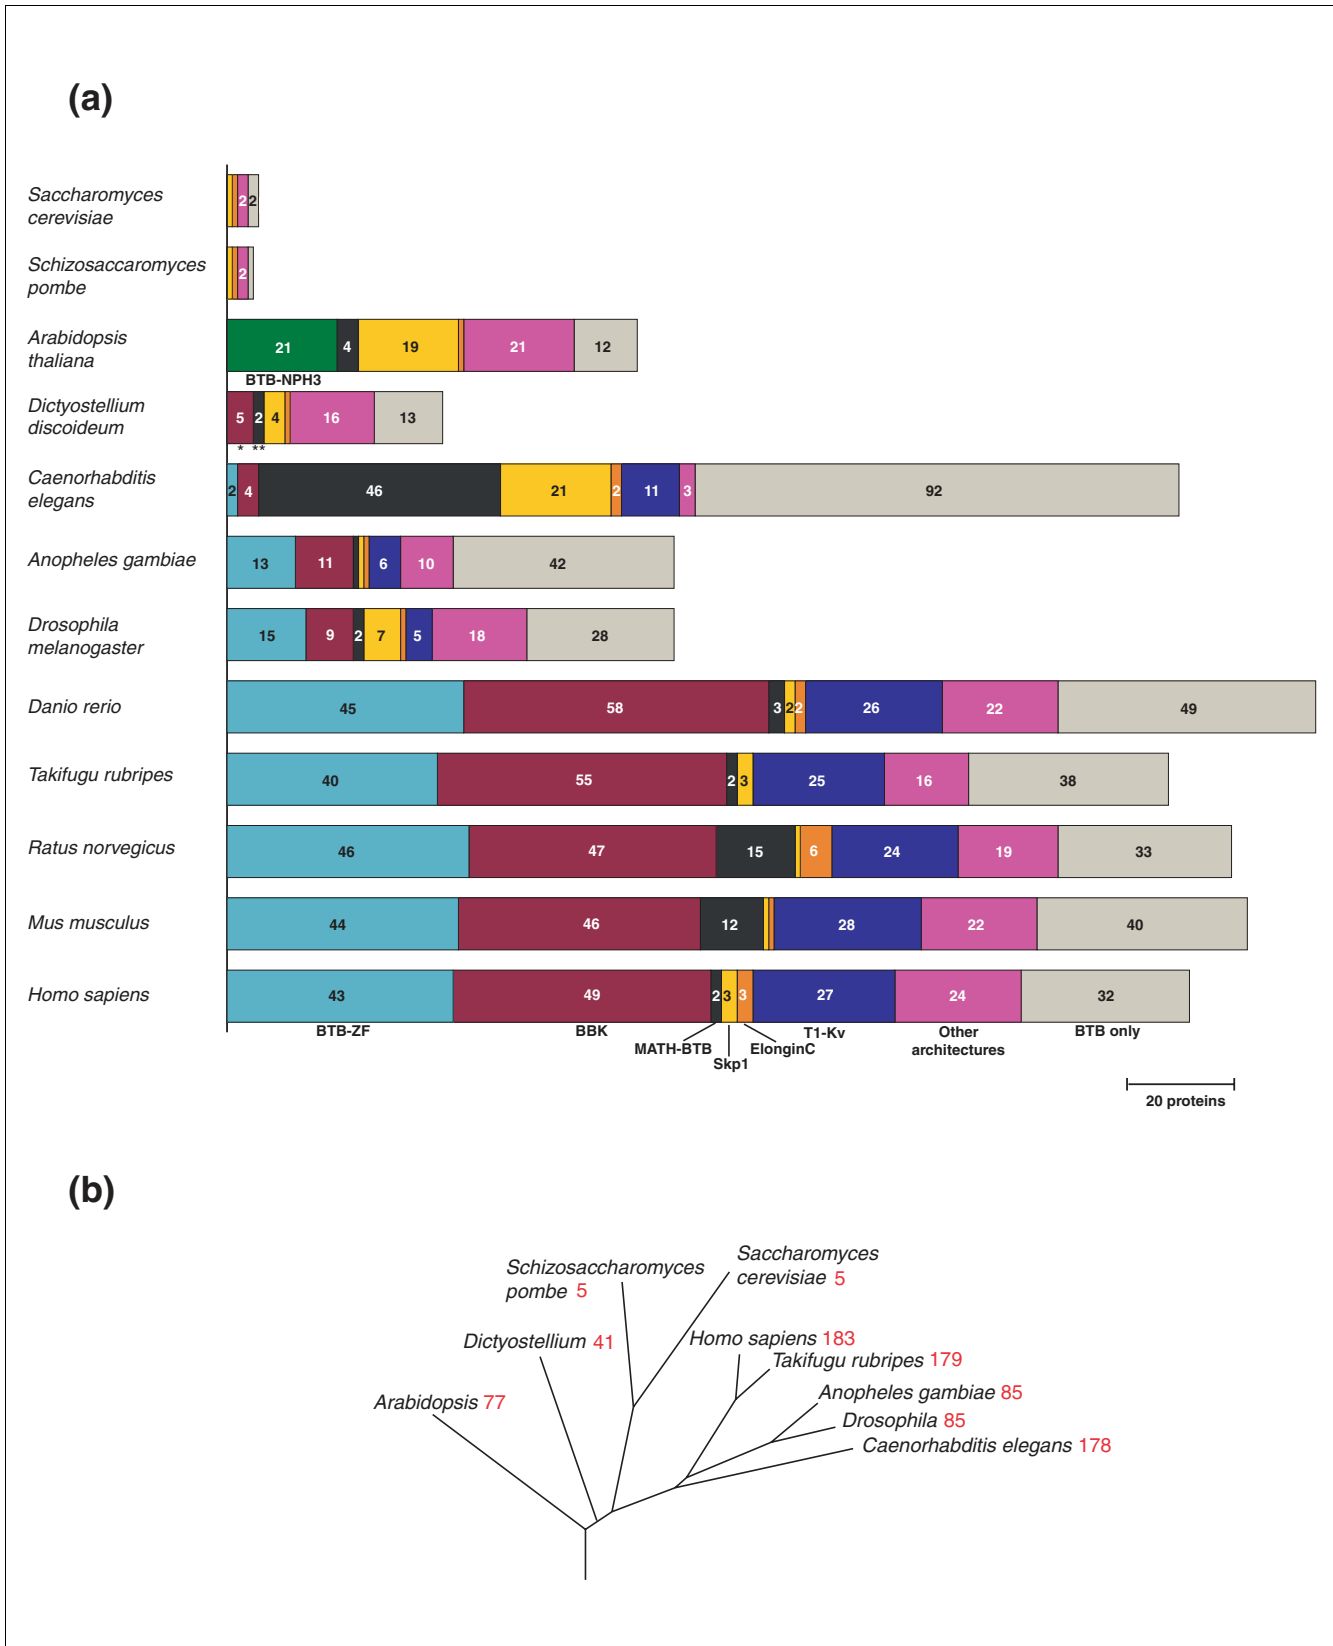 (a)
Saccharomyces
cerevisiae
2 2
Schizosaccaromyces
pombe
2
Arabidopsis
thaliana
21 4 19 21 12
BTB-NPH3
Dictyostellium
discoideum
5 2 4 16 13
* **
Caenorhabditis
elegans
2 4 46 21 2 11 3 92
Anopheles gambiae
13 11 6 10 42
Drosophila
melanogaster
15 9 2 7 5 18 28
Danio rerio
45 58 3 2 2 26 22 49
Takifugu rubripes
40 55 2 3 25 16 38
Ratus norvegicus
46 47 15 6 24 19 33
Mus musculus
44 46 12 28 22 40
Homo sapiens
43 49 2 3 3 27 24 32
BTB-ZF BBK T1-Kv Other BTB only
architectures
MATH-BTB ElonginC
Skp1
20 proteins
(b)
Saccharomyces
cerevisiae 5
Schizosaccharomyces
pombe 5
Dictyostellium 41
Homo sapiens 183
Takifugu rubripes 179
Arabidopsis 77
Anopheles gambiae 85
Drosophila 85
Caenorhabditis elegans 178